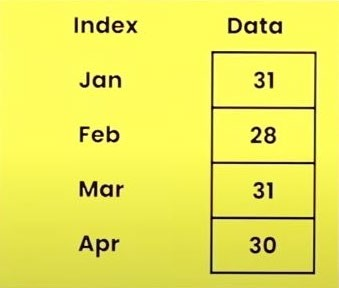 Index Data
Jan 31
Feb 28
Mar 31
Apr 30